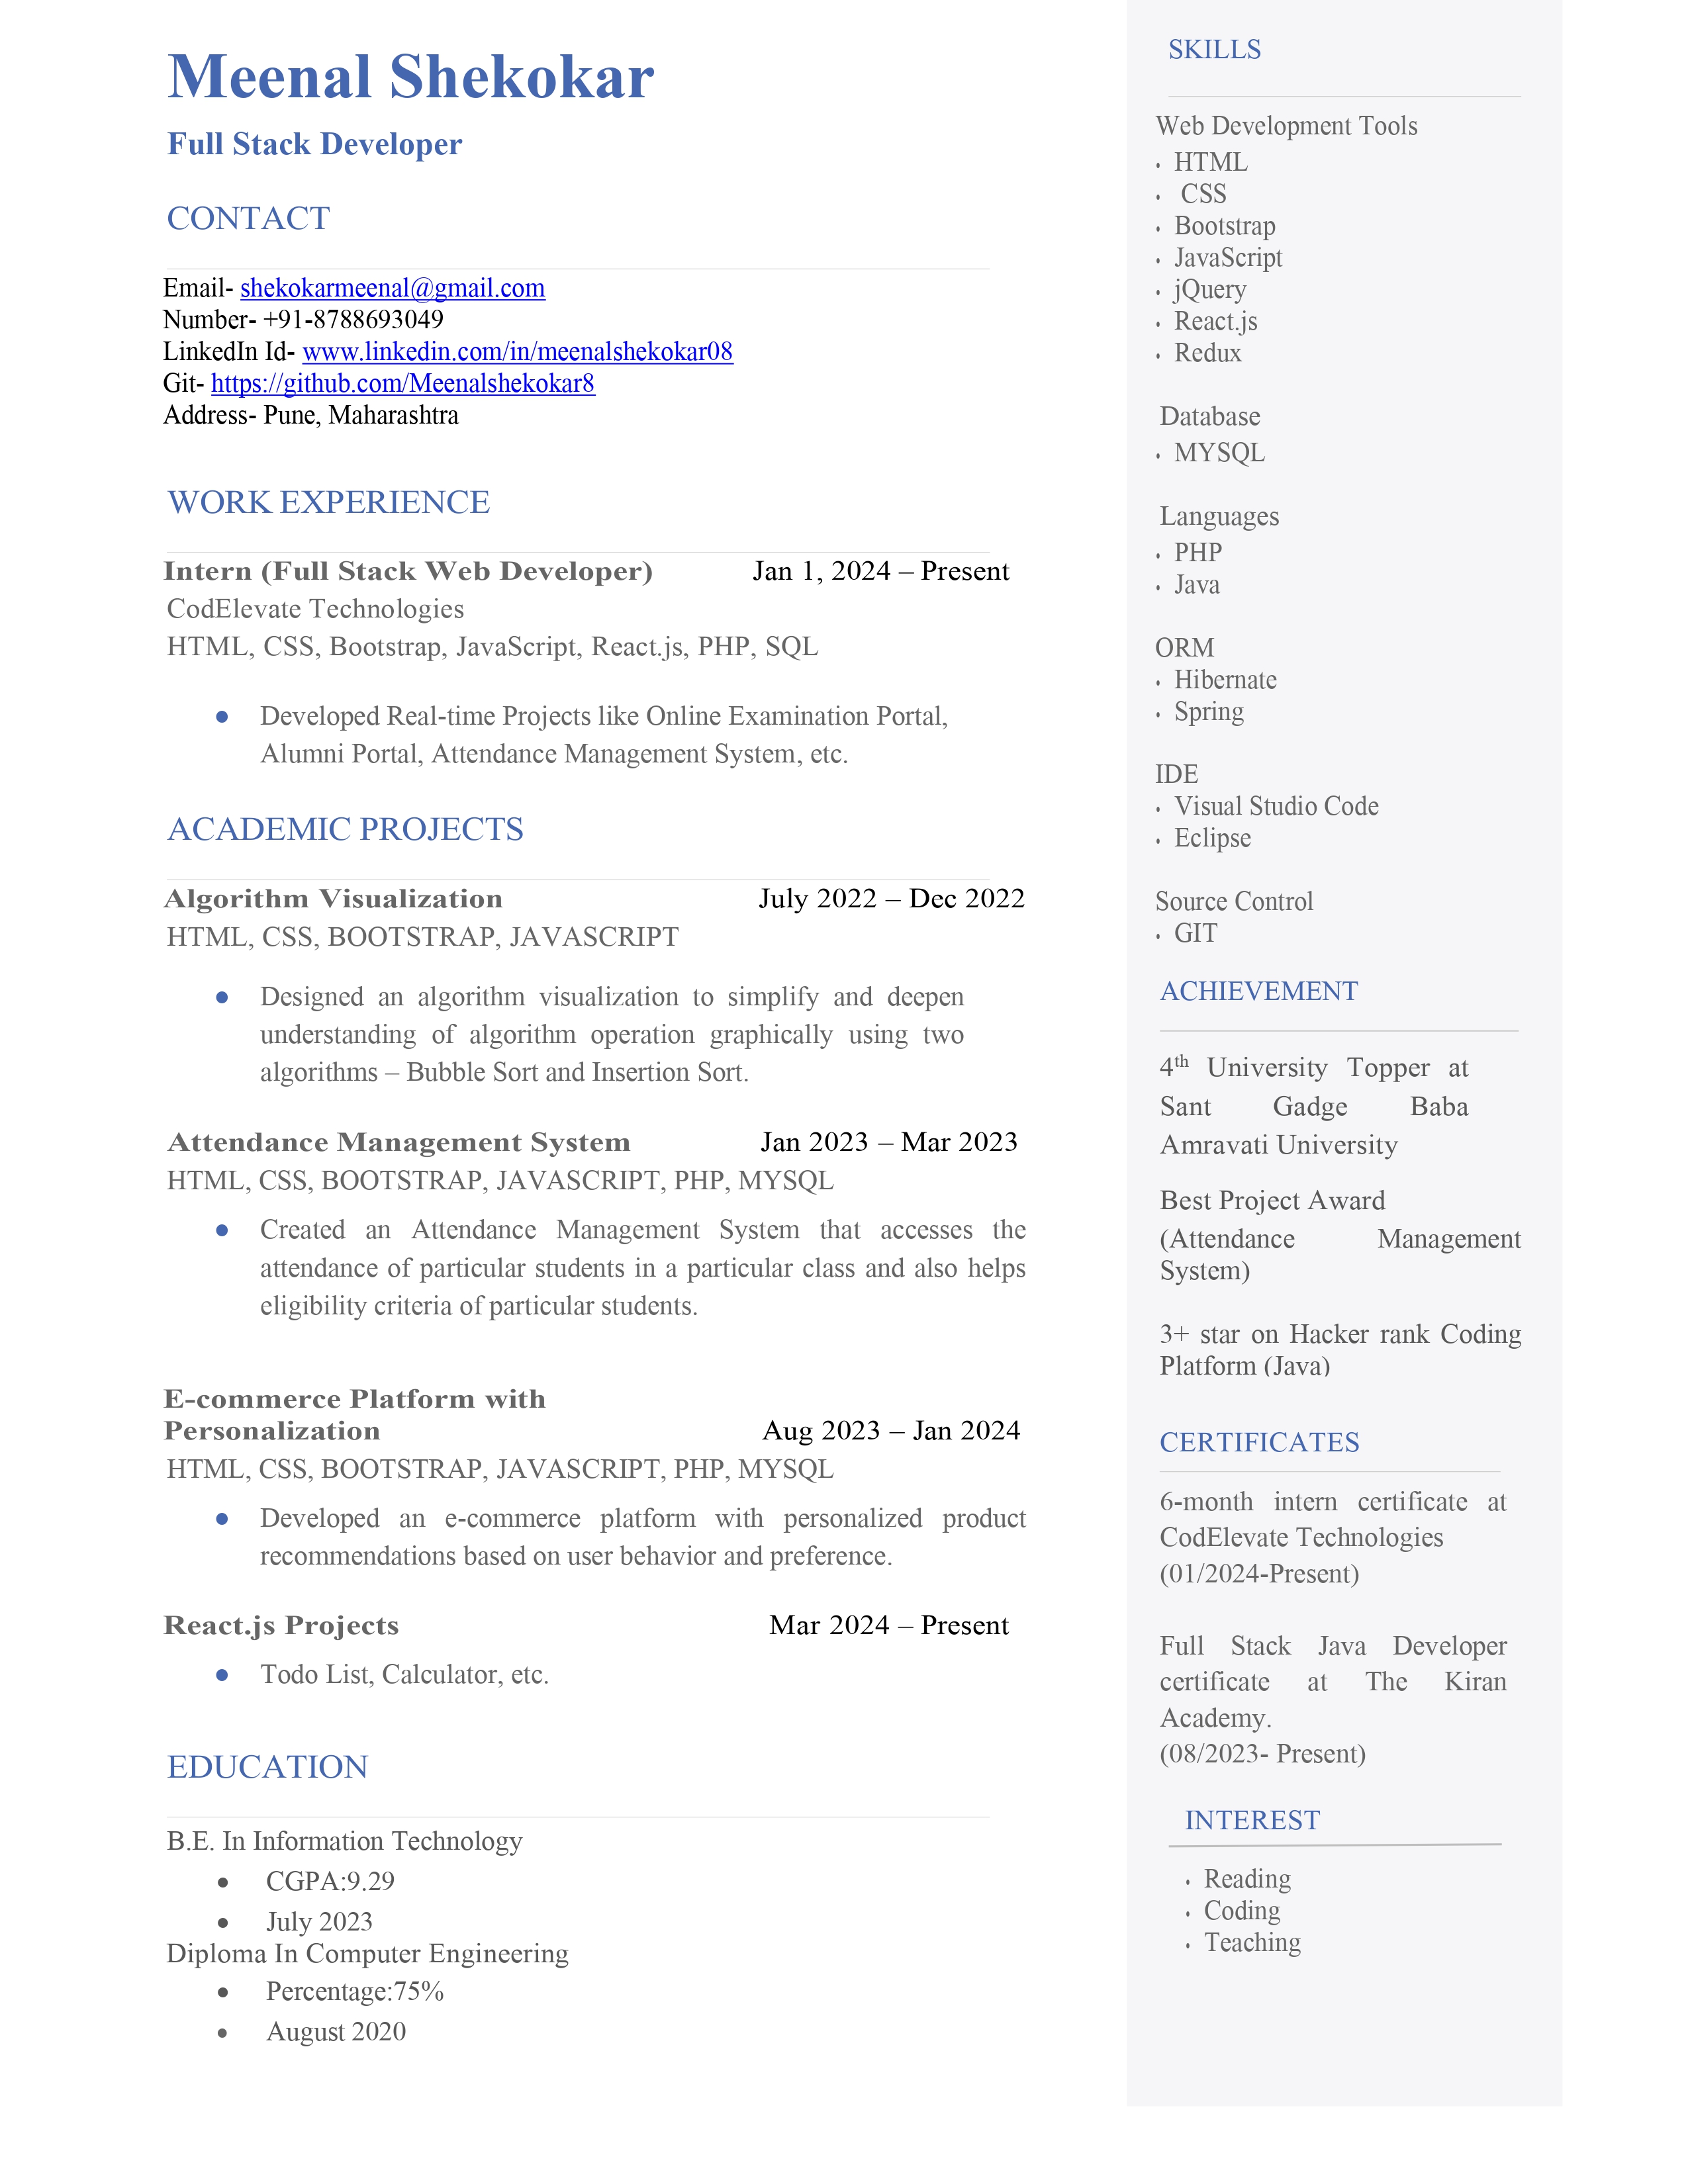 Meenal Shekokar
Full Stack Developer
CONTACT
Email- shekokarmeenal@gmail.com
Number- +91-8788693049
LinkedIn Id- www.linkedin.com/in/meenalshekokar08
Git- https://github.com/Meenalshekokar8
Address- Pune, Maharashtra
WORK EXPERIENCE
Intern (Full Stack Web Developer) Jan 1, 2024 – Present
CodElevate Technologies
HTML, CSS, Bootstrap, JavaScript, React.js, PHP, SQL
● Developed Real-time Projects like Online Examination Portal,
Alumni Portal, Attendance Management System, etc.
ACADEMIC PROJECTS
Algorithm Visualization July 2022 – Dec 2022
HTML, CSS, BOOTSTRAP, JAVASCRIPT
● Designed an algorithm visualization to simplify and deepen
understanding of algorithm operation graphically using two
algorithms – Bubble Sort and Insertion Sort.
Attendance Management System Jan 2023 – Mar 2023
HTML, CSS, BOOTSTRAP, JAVASCRIPT, PHP, MYSQL
● Created an Attendance Management System that accesses the
attendance of particular students in a particular class and also helps
eligibility criteria of particular students.
E-commerce Platform with
Personalization Aug 2023 – Jan 2024
HTML, CSS, BOOTSTRAP, JAVASCRIPT, PHP, MYSQL
● Developed an e-commerce platform with personalized product
recommendations based on user behavior and preference.
React.js Projects Mar 2024 – Present
● Todo List, Calculator, etc.
EDUCATION
B.E. In Information Technology
● CGPA:9.29
● July 2023
Diploma In Computer Engineering
● Percentage:75%
● August 2020
SKILLS
Web Development Tools
• HTML
• CSS
• Bootstrap
• JavaScript
• jQuery
• React.js
• Redux
Database
• MYSQL
Languages
• PHP
• Java
ORM
• Hibernate
• Spring
IDE
• Visual Studio Code
• Eclipse
Source Control
• GIT
ACHIEVEMENT
4th University Topper at
Sant Gadge Baba
Amravati University
Best Project Award
(Attendance Management
System)
3+ star on Hacker rank Coding
Platform (Java)
CERTIFICATES
6-month intern certificate at
CodElevate Technologies
(01/2024-Present)
Full Stack Java Developer
certificate at The Kiran
Academy.
(08/2023- Present)
INTEREST
• Reading
• Coding
• Teaching